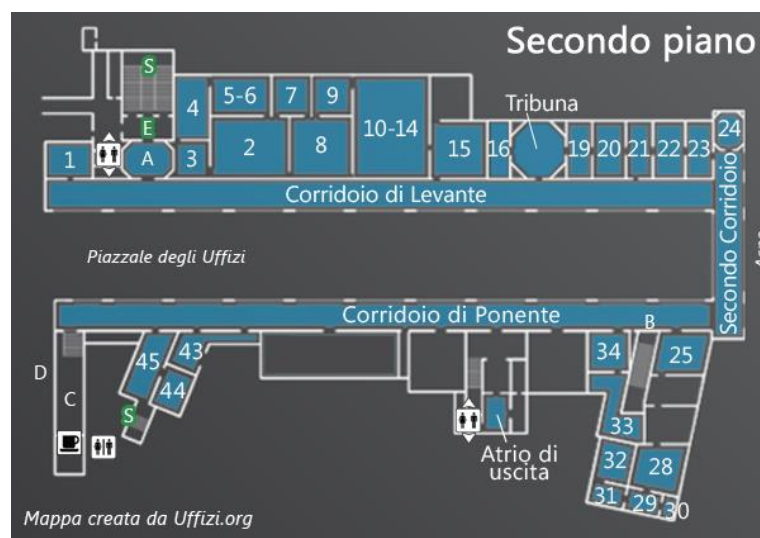 Secondo piano
S
4
5-6
7
9
10-14
Tribuna
E
24
1
A
3
2
8
15
16
19
20
21
22
23
Corridoio di Levante
Secondo Corridoio
Piazzale degli Uffizi
Corridoio di Ponente
B
D
C
45
43
44
S
34
25
33
32
28
31
29
30
Atrio di
uscita
Mappa creata da Uffizi.org